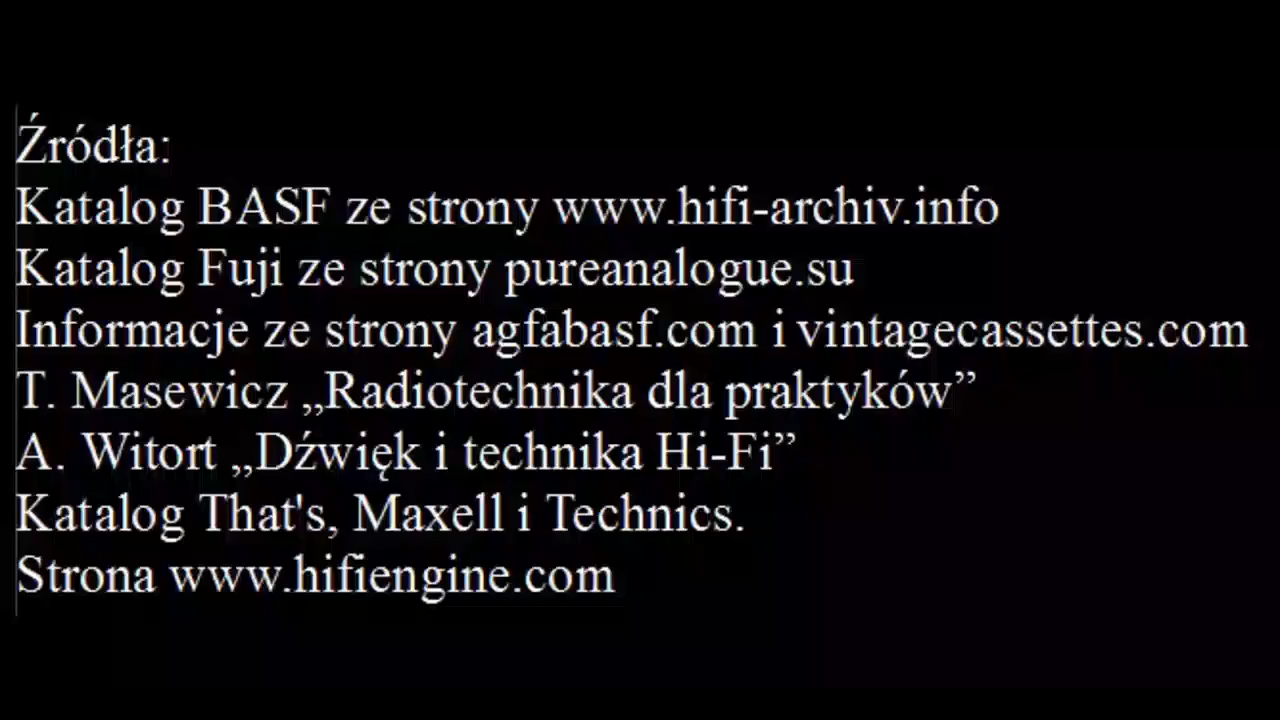 Źródła:
Katalog BASF ze strony www.hifi-archiv.info
Katalog Fuji ze strony pureanalogue.su
Informacje ze strony agfabasf.com i vintagecassettes.com
T. Masewicz „Radiotechnika dla praktyków”
A. Witort „Dźwięk i technika Hi-Fi”
Katalog That's, Maxell i Technics.
Strona www.hifiengine.com